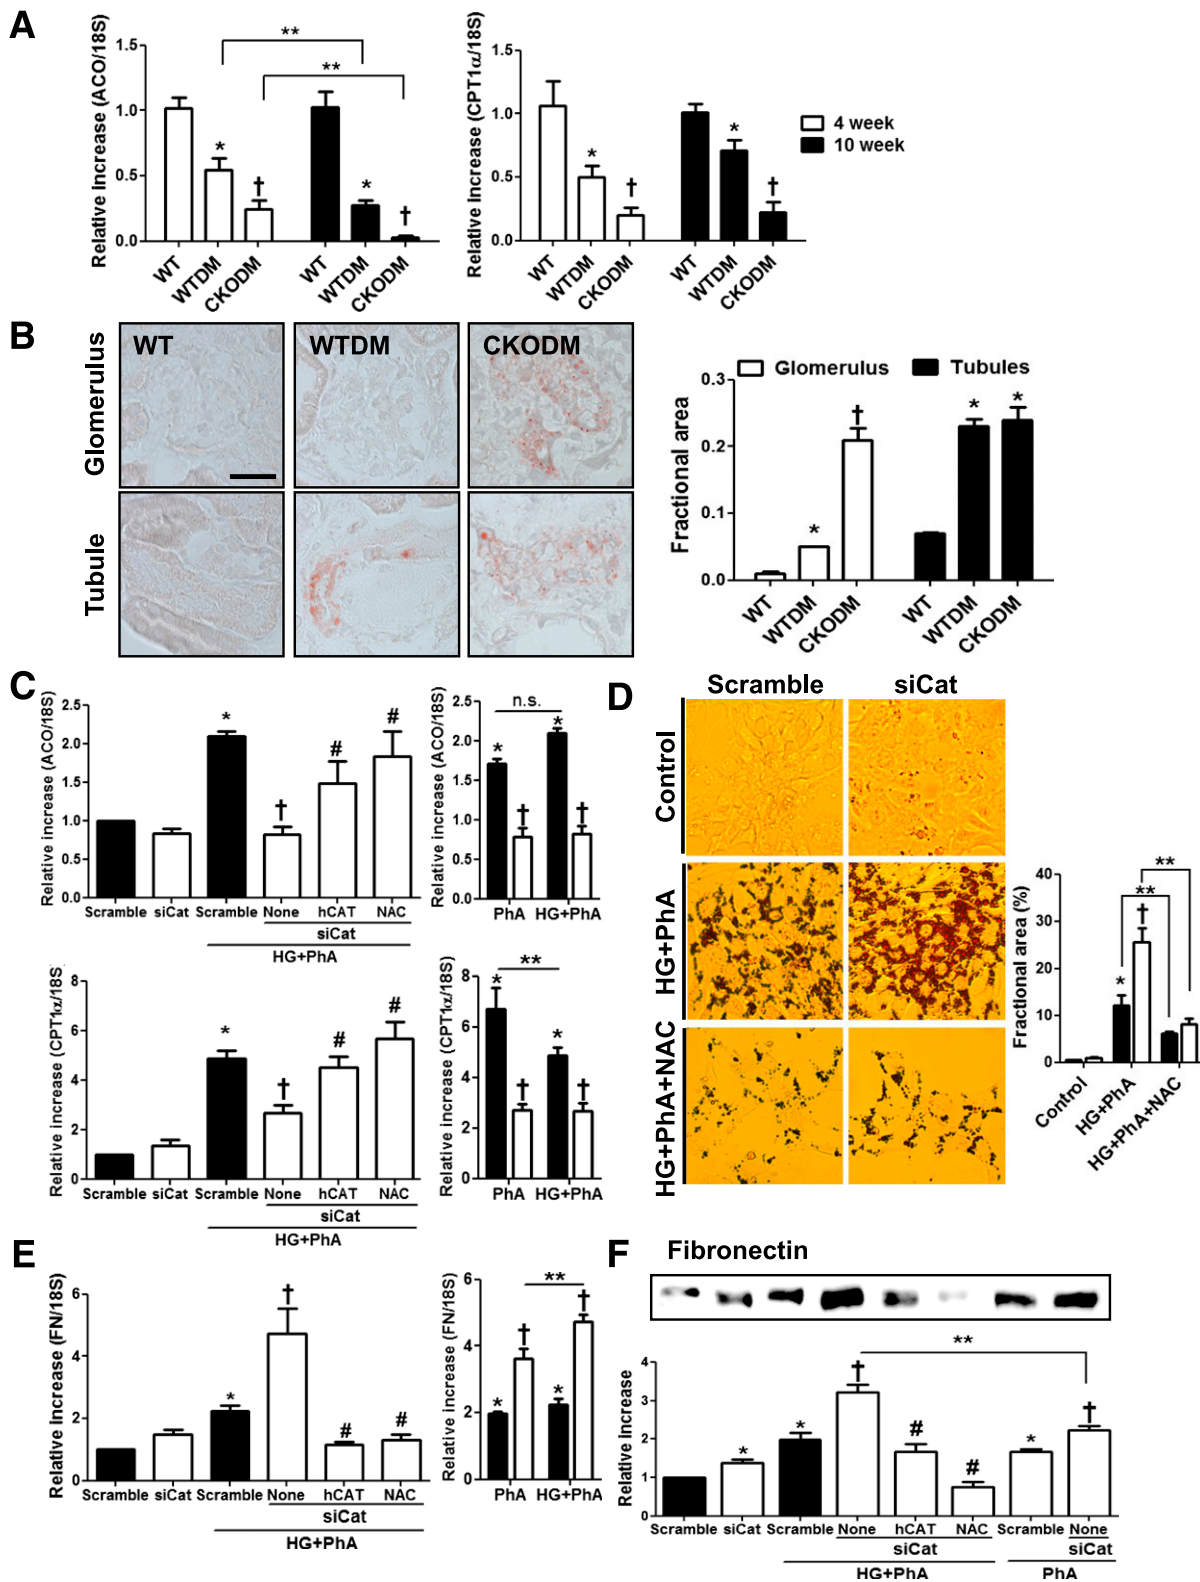 A
Relative Increase (ACO/18S)
1.5
1.0
0.5
0.0
**
**
*
†
*
†
WT
WTDM
CKODM
WT
WTDM
CKODM
Relative Increase (CPT1α/18S)
1.5
1.0
0.5
0.0
*
†
*
†
WT
WTDM
CKODM
WT
WTDM
CKODM
4 week
10 week
B
Glomerulus
Tubule
WT
WTDM
CKODM
Glomerulus
Tubules
Fractional area
0.3
0.2
0.1
0.0
*
†
*
*
WT
WTDM
CKODM
WT
WTDM
CKODM
C
Relative increase (ACO/18S)
2.5
2.0
1.5
1.0
0.5
0.0
*
†
#
#
Scramble siCat Scramble None hCAT NAC
siCat
HG+PhA
Relative increase (ACO/18S)
2.5
2.0
1.5
1.0
0.5
0.0
n.s.
*
†
*
†
PhA HG+PhA
Relative increase (CPT1α/18S)
8
6
4
2
0
*
†
#
#
Scramble siCat Scramble None hCAT NAC
siCat
HG+PhA
Relative increase (CPT1α/18S)
8
6
4
2
0
**
*
†
*
†
PhA HG+PhA
D
Scramble siCat
Control
HG+PhA
HG+PhA+NAC
Fractional area (%)
40
30
20
10
0
**
**
*
†
Control
HG+PhA
HG+PhA+NAC
E
Relative Increase (FN/18S)
6
4
2
0
*
†
#
#
Scramble siCat Scramble None hCAT NAC
siCat
HG+PhA
Relative increase (FN/18S)
6
4
2
0
**
*
†
*
†
PhA HG+PhA
F
Fibronectin
Relative increase
4
3
2
1
0
**
*
*
†
#
#
*
†
Scramble siCat Scramble None hCAT NAC Scramble None
siCat siCat
HG+PhA PhA